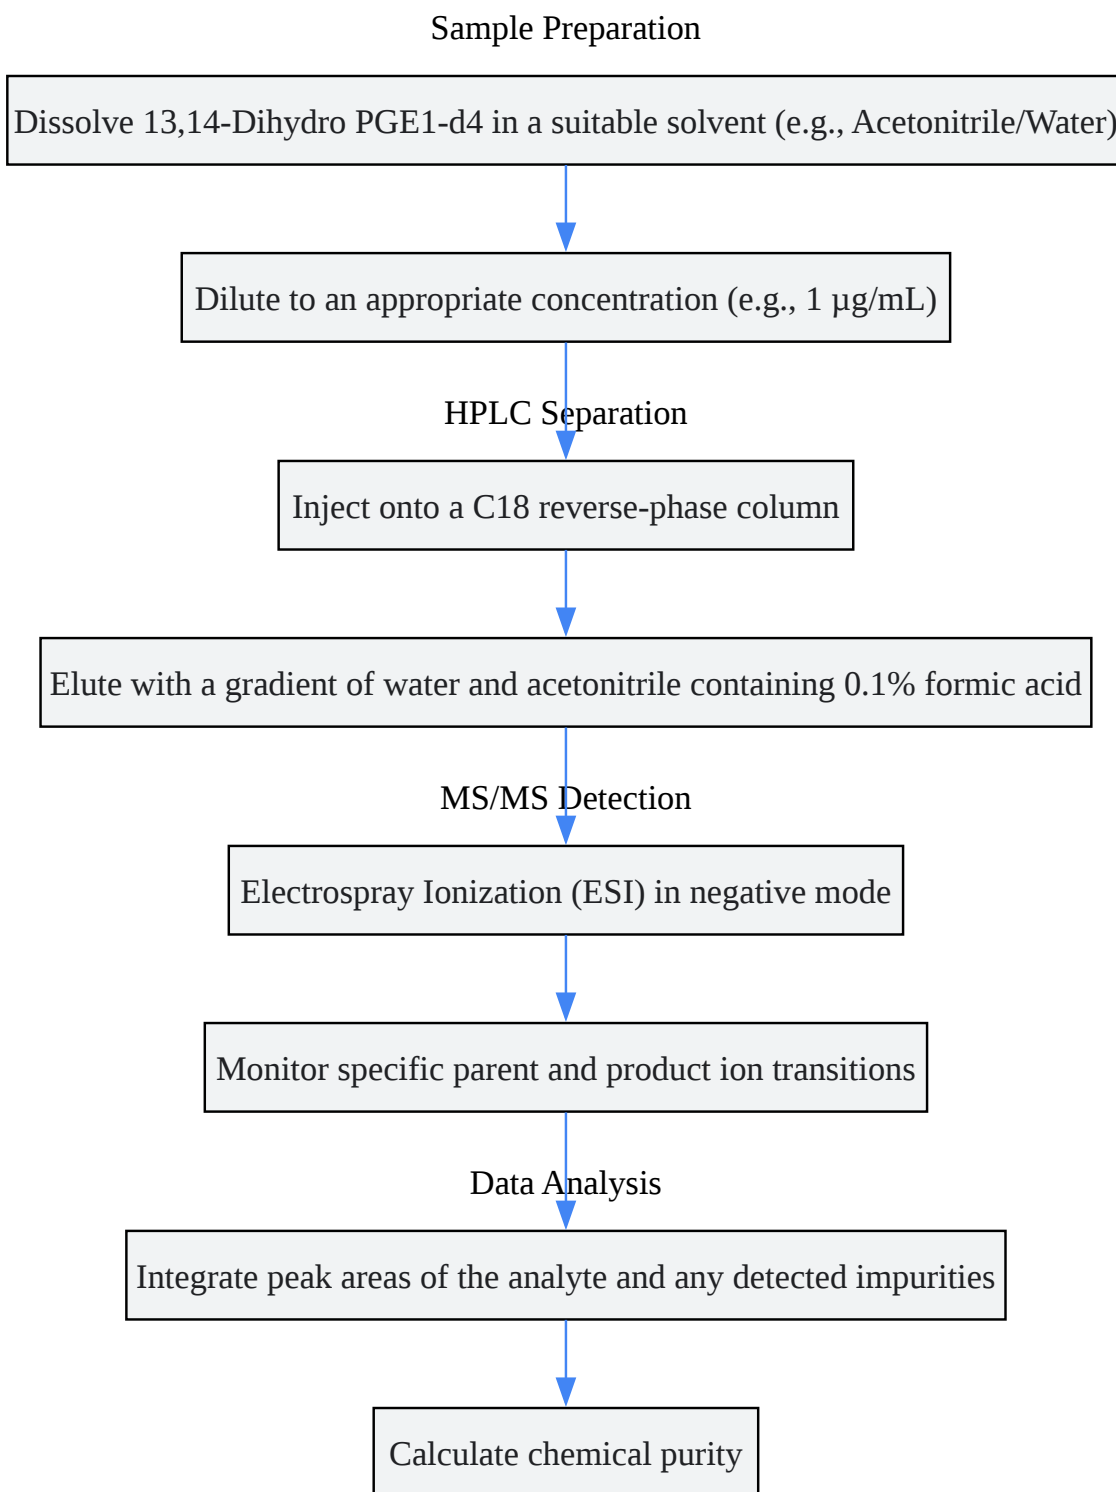 Sample Preparation
Dissolve 13,14-Dihydro PGE1-d4 in a suitable solvent (e.g., Acetonitrile/Water)
Dilute to an appropriate concentration (e.g., 1 µg/mL)
HPLC Separation
Inject onto a C18 reverse-phase column
Elute with a gradient of water and acetonitrile containing 0.1% formic acid
MS/MS Detection
Electrospray Ionization (ESI) in negative mode
Monitor specific parent and product ion transitions
Data Analysis
Integrate peak areas of the analyte and any detected impurities
Calculate chemical purity